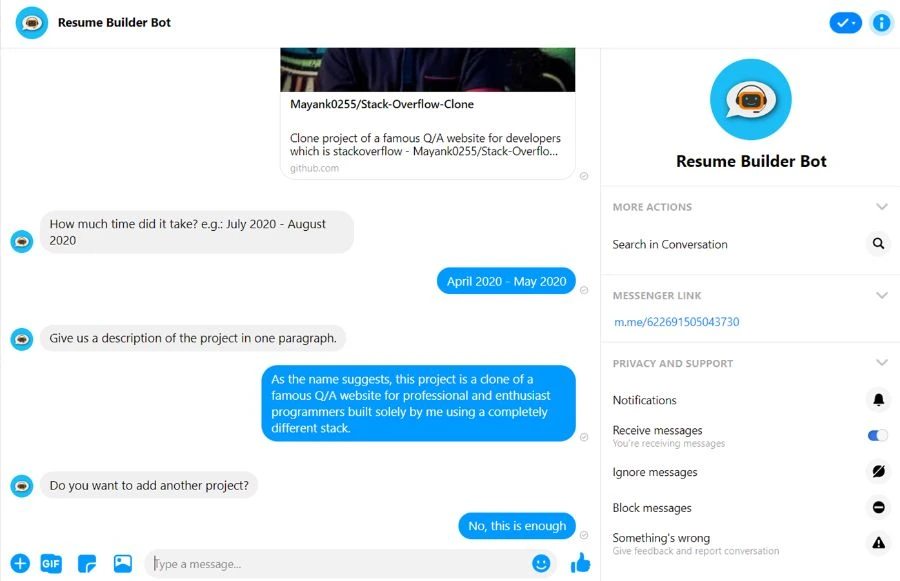 Resume Builder Bot
Mayank0255/Stack-Overflow-Clone
Clone project of a famous Q/A website for developers
which is stackoverflow - Mayank0255/Stack-Overflo...
github.com
How much time did it take? e.g.: July 2020 - August
2020
April 2020 - May 2020
Give us a description of the project in one paragraph.
As the name suggests, this project is a clone of a
famous Q/A website for professional and enthusiast
programmers built solely by me using a completely
different stack.
Do you want to add another project?
No, this is enough
GIF
Type a message...
Resume Builder Bot
MORE ACTIONS
Search in Conversation
MESSENGER LINK
m.me/622691505043730
PRIVACY AND SUPPORT
Notifications
Receive messages
You're receiving messages
Ignore messages
Block messages
Something's wrong
Give feedback and report conversation